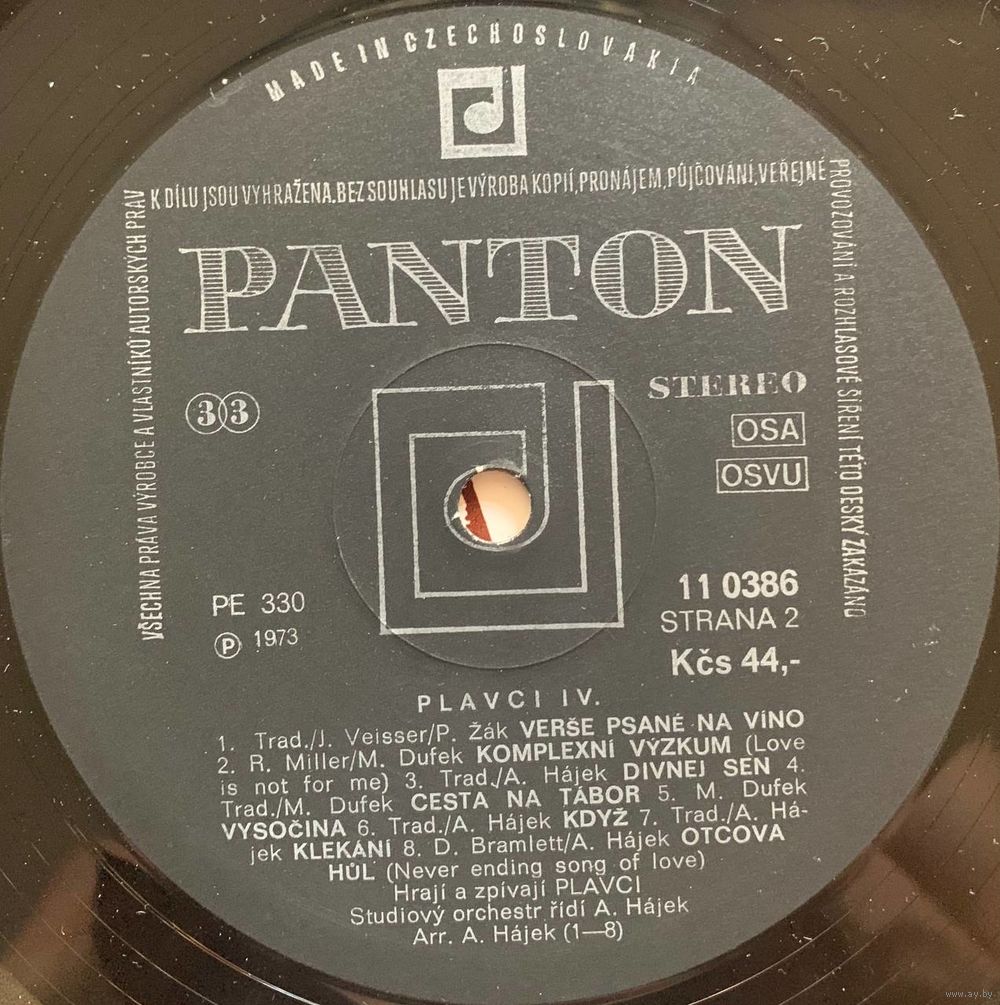 MADE IN CZECHOSLOVAKIA
VŠECHNA PRÁVA VÝROBCE A VLASTNÍKŮ AUTORSKÝCH PRÁV
K DÍLU JSOU VYHRAŽENA. BEZ SOUHLASU JE VÝROBA KOPIÍ, PRONÁJEM, PŮJČOVÁNÍ, VEŘEJNÉ
PROVOZOVÁNÍ A ROZHLASOVÉ ŠÍŘENÍ TÉTO DESKY ZAKÁZÁNO
PANTON
33
STEREO
OSA
OSVU
PE 330
Ⓟ 1973
11 0386
STRANA 2
Kčs 44,-
PLAVCI IV.
1. Trad./J. Veisser/P. Žák VERŠE PSANÉ NA VÍNO
2. R. Miller/M. Dufek KOMPLEXNÍ VÝZKUM (Love
is not for me) 3. Trad./A. Hájek DIVNEJ SEN 4.
Trad./M. Dufek CESTA NA TÁBOR 5. M. Dufek
VYSOČINA 6. Trad./A. Hájek KDYŽ 7. Trad./A. Há-
jek KLEKÁNÍ 8. D. Bramlett/A. Hájek OTCOVA
HŮL (Never ending song of love)
Hrají a zpívají PLAVCI
Studiový orchestr řídí A. Hájek
Arr. A. Hájek (1—8)
www.ay.by